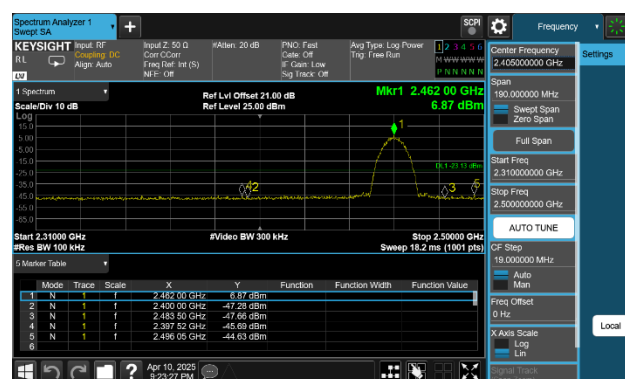 Spectrum Analyzer 1
Swept SA
+
SCPI
Frequency
KEYSIGHT
RL
LV
Input: RF
Coupling: DC
Align: Auto
Input Z: 50 Ω
Corr CCorr
Freq Ref: Int (S)
NFE: Off
#Atten: 20 dB
PNO: Fast
Gate: Off
IF Gain: Low
Sig Track: Off
Avg Type: Log Power
Trig: Free Run
1 2 3 4 5 6
M W W W W W
P N N N N N
1 Spectrum
Scale/Div 10 dB
Log
Ref Lvl Offset 21.00 dB
Ref Level 25.00 dBm
Mkr1 2.462 00 GHz
6.87 dBm
15.0
5.00
-5.00
-15.0
-25.0
-35.0
-45.0
-55.0
-65.0
1
DL1 -23.13 dBm
2
3
Start 2.31000 GHz
#Res BW 100 kHz
#Video BW 300 kHz
Stop 2.50000 GHz
Sweep 18.2 ms (1001 pts)
5 Marker Table
Mode Trace Scale X Y Function Function Width Function Value
1 N 1 f 2.462 00 GHz 6.87 dBm
2 N 1 f 2.400 00 GHz -47.28 dBm
3 N 1 f 2.483 50 GHz -47.66 dBm
4 N 1 f 2.397 52 GHz -45.69 dBm
5 N 1 f 2.496 05 GHz -44.63 dBm
6
?
Apr 10, 2025
9:23:27 PM
Center Frequency
2.405000000 GHz
Span
190.000000 MHz
Swept Span
Zero Span
Full Span
Start Freq
2.310000000 GHz
Stop Freq
2.500000000 GHz
AUTO TUNE
CF Step
19.000000 MHz
Auto
Man
Freq Offset
0 Hz
X Axis Scale
Log
Lin
Signal Track
Settings
Local